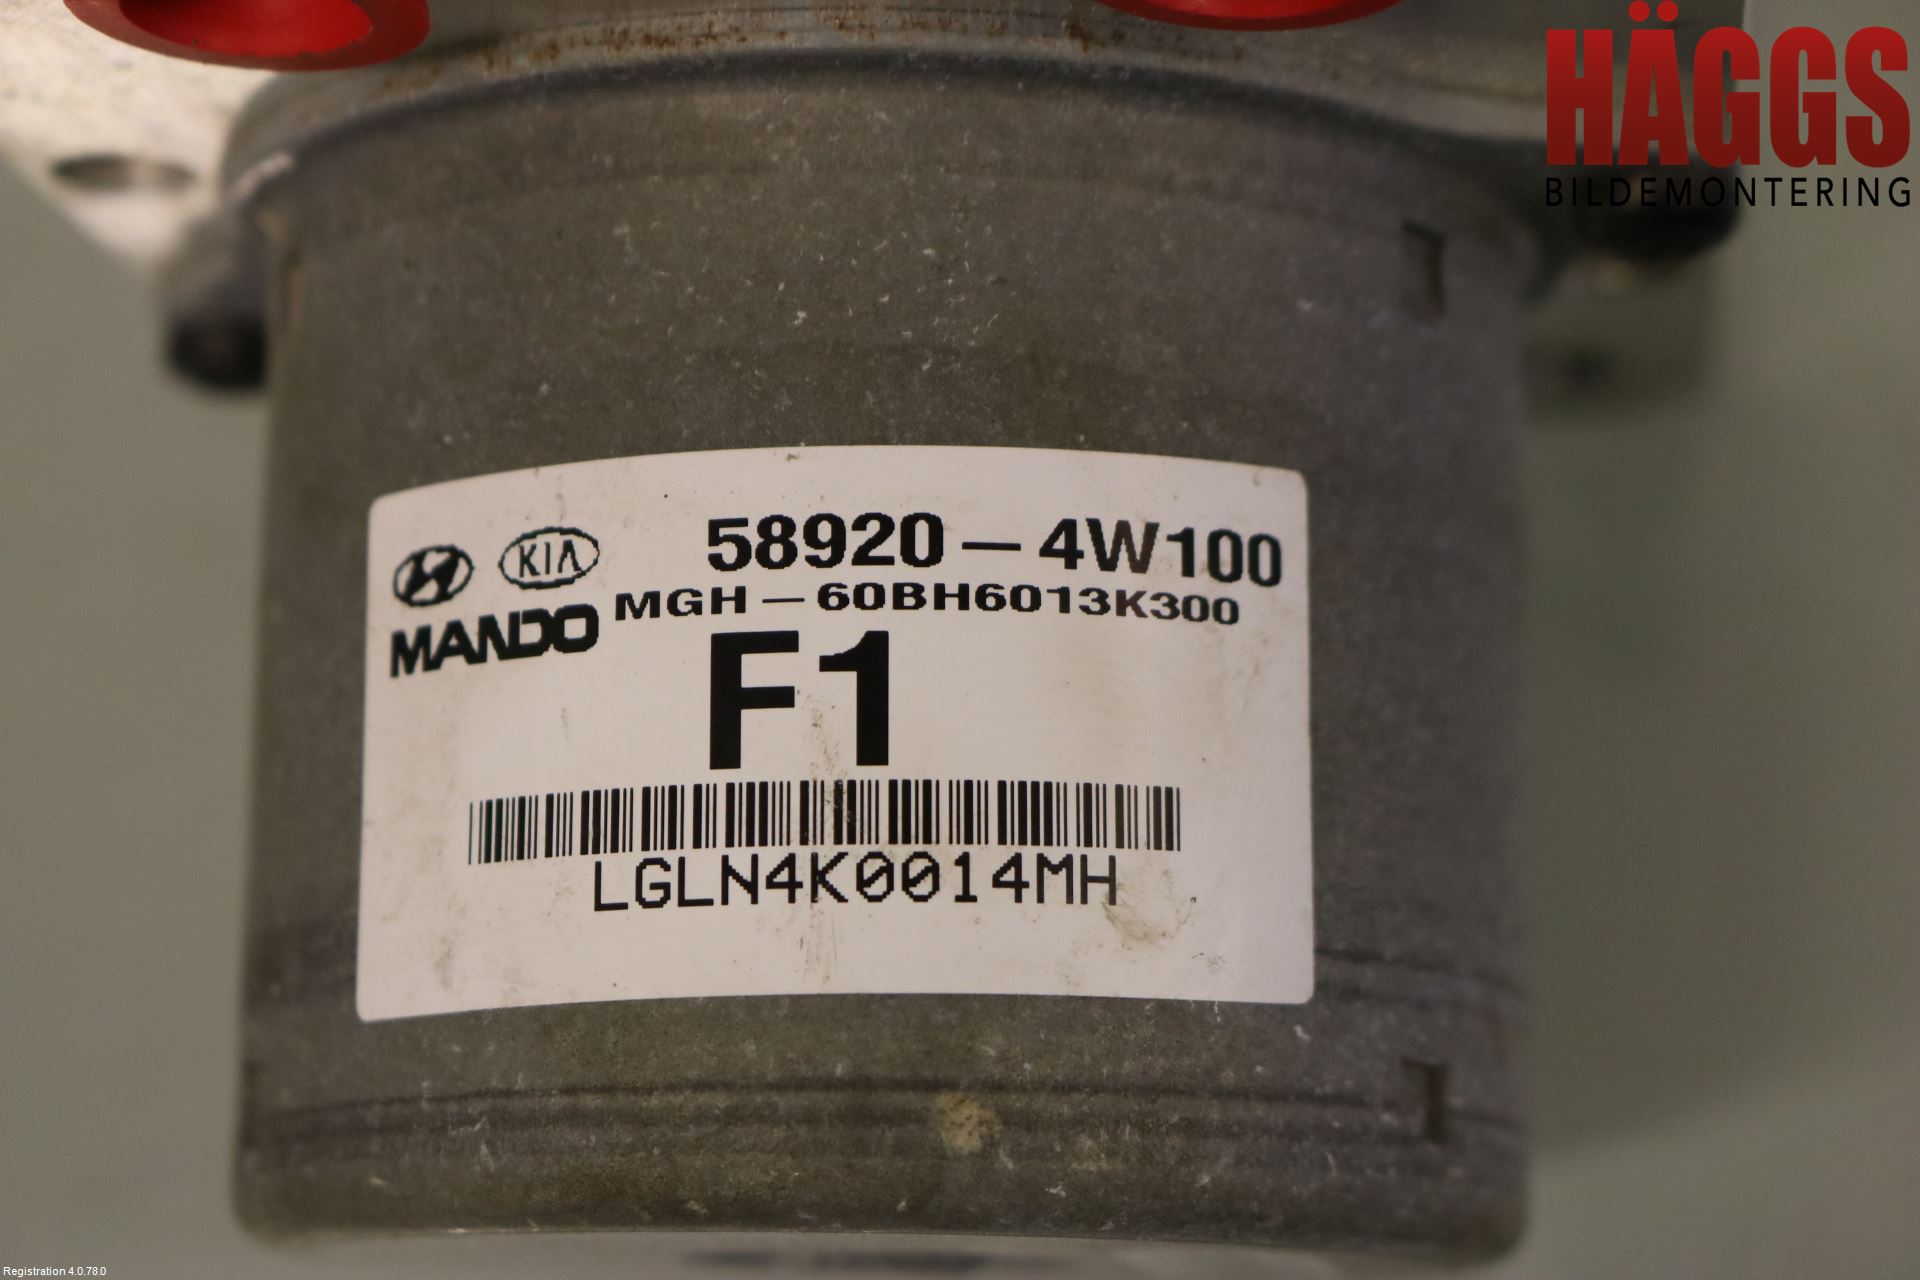 HÄGGS
BILDEMONTERING
KIA
58920-4W100
MANDO
MGH-60BH6013K300
F1
LGLN4K0014MH
Registration 4.0.78.0